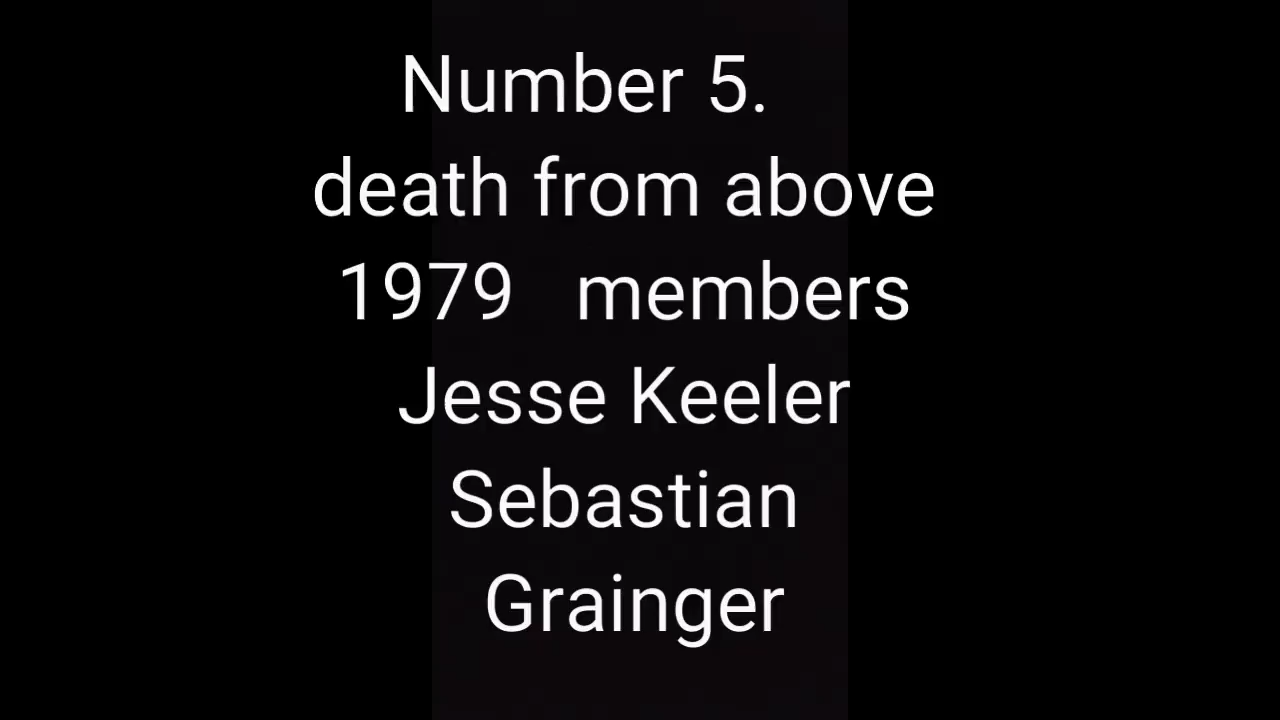 Number 5.
death from above
1979 members
Jesse Keeler
Sebastian
Grainger